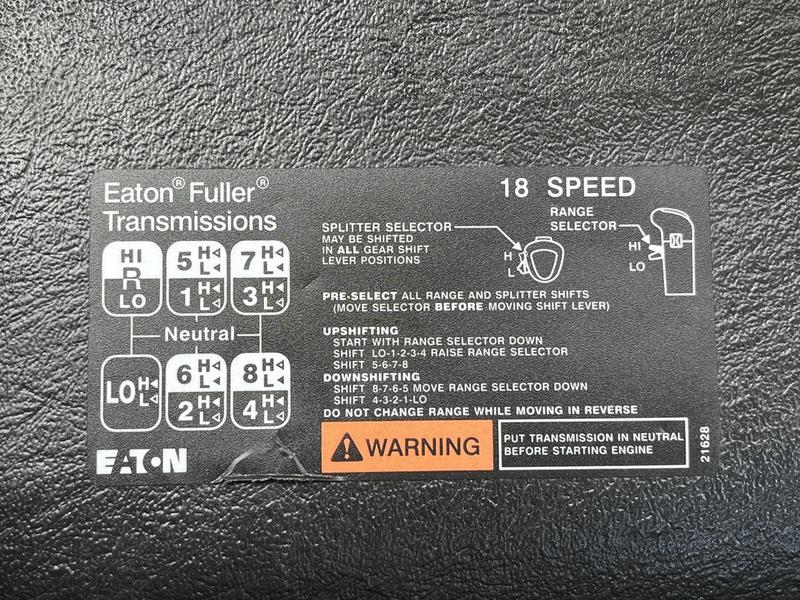 Eaton® Fuller®
Transmissions
18 SPEED
HI
R
LO
5 H L
1 H L
7 H L
3 H L
Neutral
LO H L
6 H L
2 H L
8 H L
4 H L
EATON
SPLITTER SELECTOR
MAY BE SHIFTED
IN ALL GEAR SHIFT
LEVER POSITIONS
H
L
RANGE
SELECTOR
HI
LO
PRE-SELECT ALL RANGE AND SPLITTER SHIFTS
(MOVE SELECTOR BEFORE MOVING SHIFT LEVER)
UPSHIFTING
START WITH RANGE SELECTOR DOWN
SHIFT LO-1-2-3-4 RAISE RANGE SELECTOR
SHIFT 5-6-7-8
DOWNSHIFTING
SHIFT 8-7-6-5 MOVE RANGE SELECTOR DOWN
SHIFT 4-3-2-1-LO
DO NOT CHANGE RANGE WHILE MOVING IN REVERSE
WARNING
PUT TRANSMISSION IN NEUTRAL
BEFORE STARTING ENGINE
21628